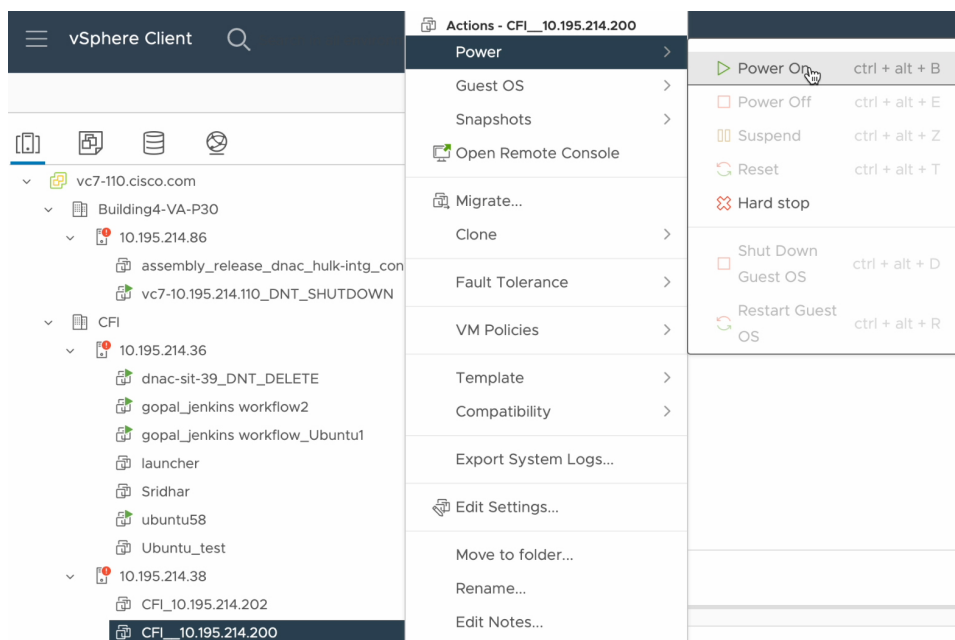 vSphere Client
vc7-110.cisco.com
Building4-VA-P30
10.195.214.86
assembly_release_dnac_hulk-intg_con
vc7-10.195.214.110_DNT_SHUTDOWN
CFI
10.195.214.36
dnac-sit-39_DNT_DELETE
gopal_jenkins workflow2
gopal_jenkins workflow_Ubuntu1
launcher
Sridhar
ubuntu58
Ubuntu_test
10.195.214.38
CFI_10.195.214.202
CFI__10.195.214.200
Actions - CFI__10.195.214.200
Power
Guest OS
Snapshots
Open Remote Console
Migrate...
Clone
Fault Tolerance
VM Policies
Template
Compatibility
Export System Logs...
Edit Settings...
Move to folder...
Rename...
Edit Notes...
Power On ctrl + alt + B
Power Off ctrl + alt + E
Suspend ctrl + alt + Z
Reset ctrl + alt + T
Hard stop
Shut Down
Guest OS ctrl + alt + D
Restart Guest
OS ctrl + alt + R